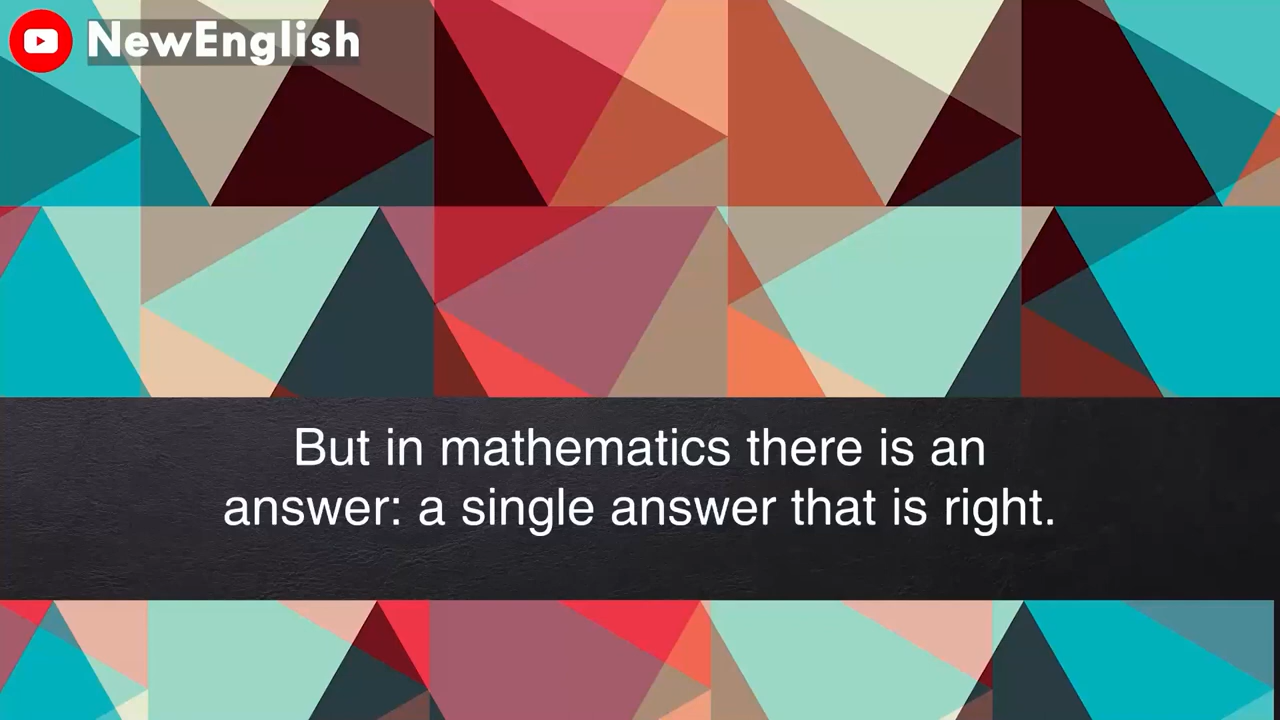 NewEnglish
But in mathematics there is an
answer: a single answer that is right.